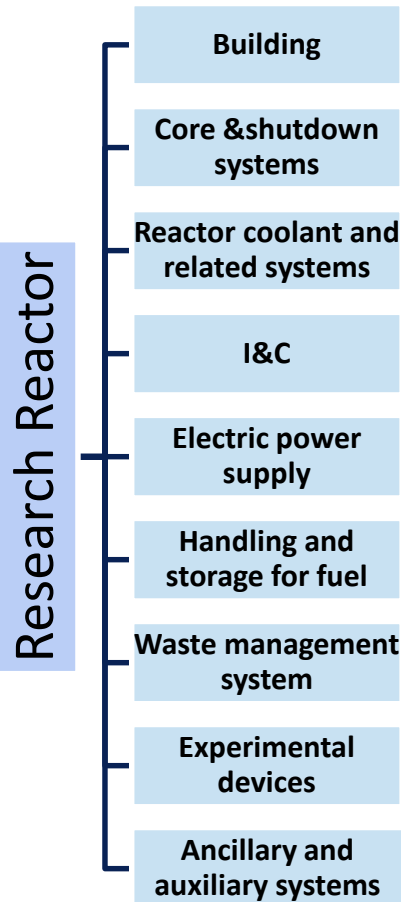 Research Reactor
Building
Core &shutdown
systems
Reactor coolant and
related systems
I&C
Electric power
supply
Handling and
storage for fuel
Waste management
system
Experimental
devices
Ancillary and
auxiliary systems